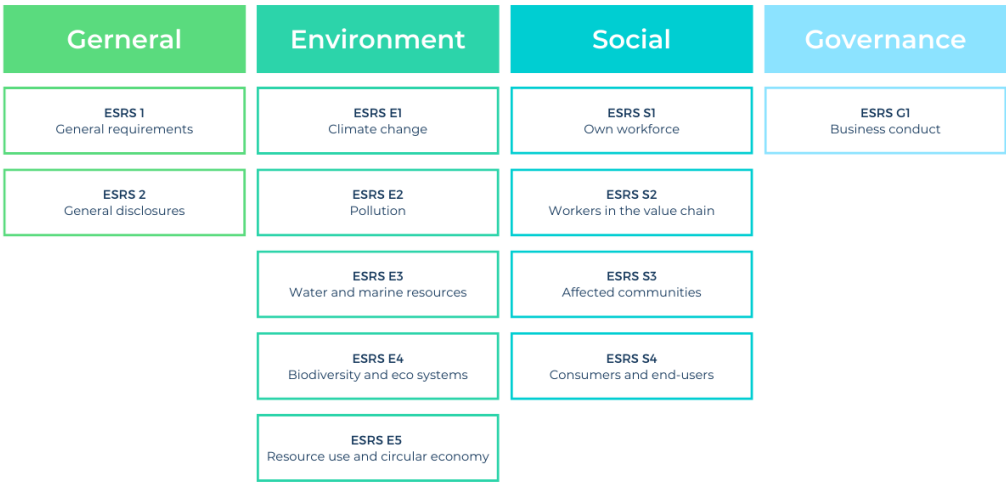 Gerneral
Environment
Social
Governance
ESRS 1
General requirements
ESRS E1
Climate change
ESRS S1
Own workforce
ESRS G1
Business conduct
ESRS 2
General disclosures
ESRS E2
Pollution
ESRS S2
Workers in the value chain
ESRS E3
Water and marine resources
ESRS S3
Affected communities
ESRS E4
Biodiversity and eco systems
ESRS S4
Consumers and end-users
ESRS E5
Resource use and circular economy